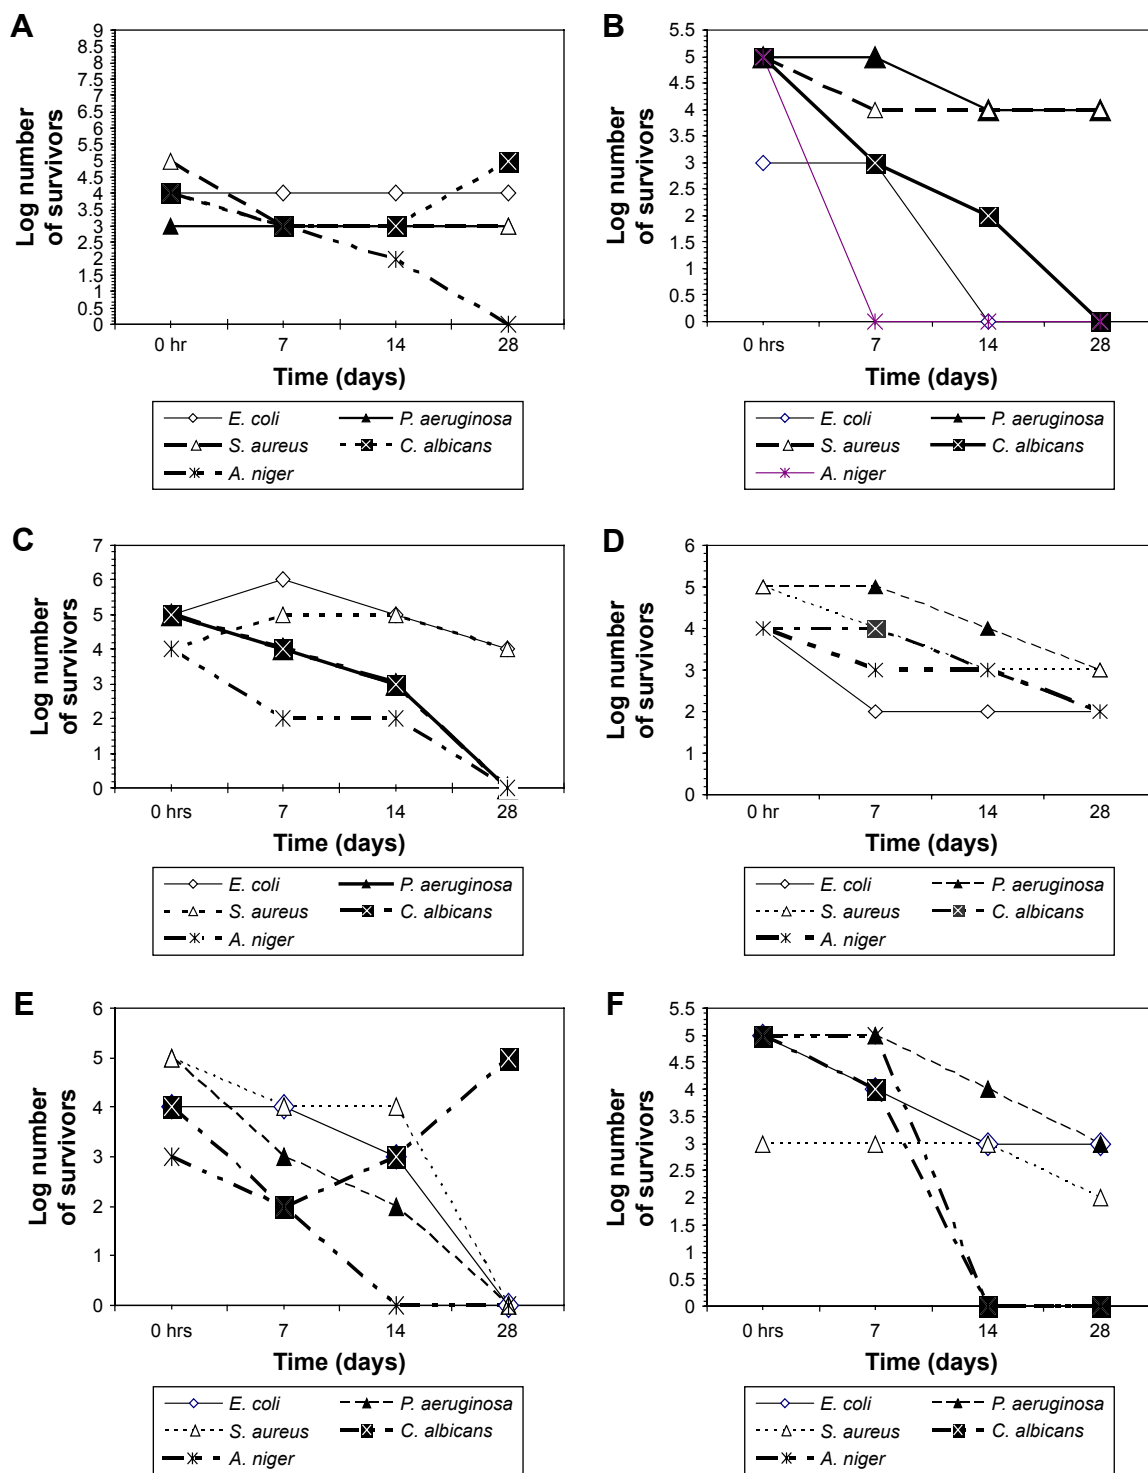 A
Log number
of survivors
9
8.5
8
7.5
7
6.5
6
5.5
5
4.5
4
3.5
3
2.5
2
1.5
1
0.5
0
0 hr 7 14 28
Time (days)
E. coli P. aeruginosa
S. aureus C. albicans
A. niger
B
Log number
of survivors
5.5
5
4.5
4
3.5
3
2.5
2
1.5
1
0.5
0
0 hrs 7 14 28
Time (days)
E. coli P. aeruginosa
S. aureus C. albicans
A. niger
C
Log number
of survivors
7
6
5
4
3
2
1
0
0 hrs 7 14 28
Time (days)
E. coli P. aeruginosa
S. aureus C. albicans
A. niger
D
Log number
of survivors
6
5
4
3
2
1
0
0 hr 7 14 28
Time (days)
E. coli P. aeruginosa
S. aureus C. albicans
A. niger
E
Log number
of survivors
6
5
4
3
2
1
0
0 hrs 7 14 28
Time (days)
E. coli P. aeruginosa
S. aureus C. albicans
A. niger
F
Log number
of survivors
5.5
5
4.5
4
3.5
3
2.5
2
1.5
1
0.5
0
0 hrs 7 14 28
Time (days)
E. coli P. aeruginosa
S. aureus C. albicans
A. niger